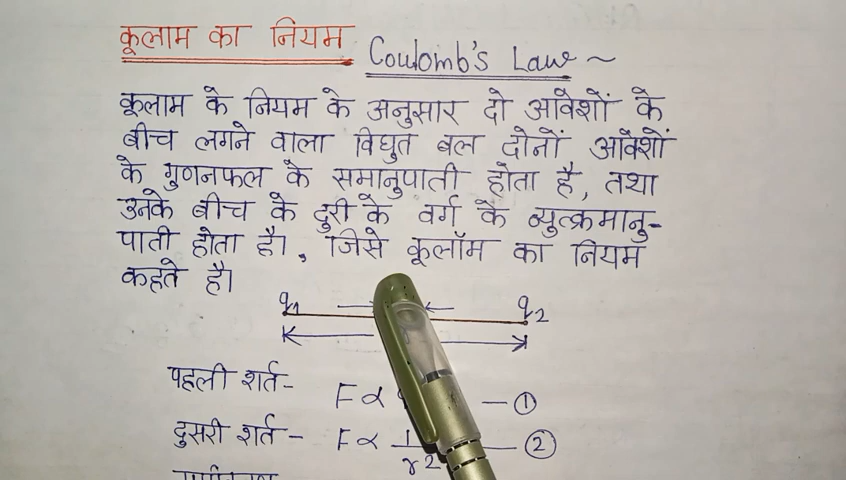 कूलाम का नियम Coulomb's Law ~
कूलाम के नियम के अनुसार दो आवेशों के
बीच लगने वाला विद्युत बल दोनों आवेशों
के गुणनफल के समानुपाती होता है, तथा
उनके बीच के दुरी के वर्ग के व्युत्क्रमानु-
पाती होता है।, जिसे कूलॉम का नियम
कहते है।
q1 q2
पहली शर्त- F∝ — ①
दुसरी शर्त- F∝ 1/r2 — ②